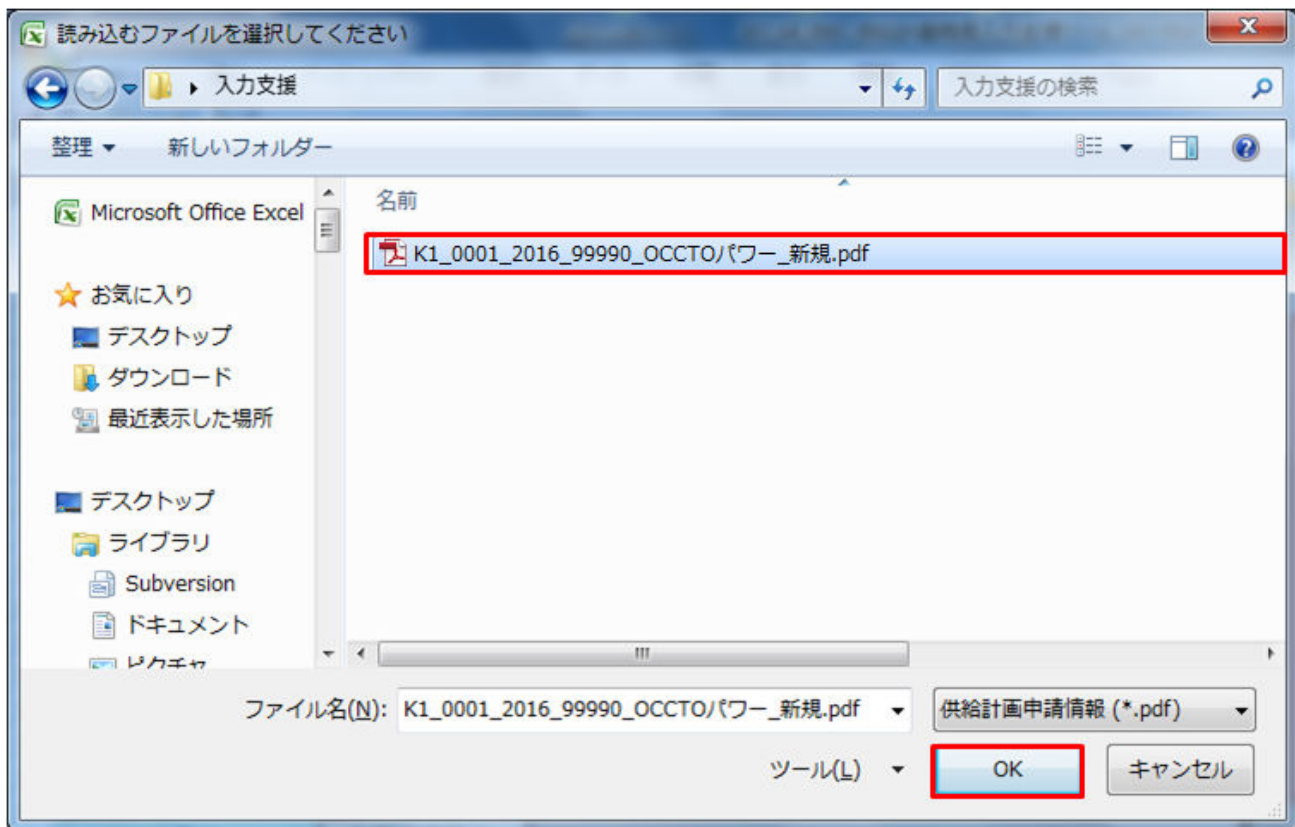 読み込むファイルを選択してください
入力支援
入力支援の検索
整理
新しいフォルダー
Microsoft Office Excel
名前
K1_0001_2016_99990_OCCTOパワー_新規.pdf
お気に入り
デスクトップ
ダウンロード
最近表示した場所
デスクトップ
ライブラリ
Subversion
ドキュメント
ピクチャ
ファイル名(N): K1_0001_2016_99990_OCCTOパワー_新規.pdf 供給計画申請情報 (*.pdf)
ツール(L) OK キャンセル